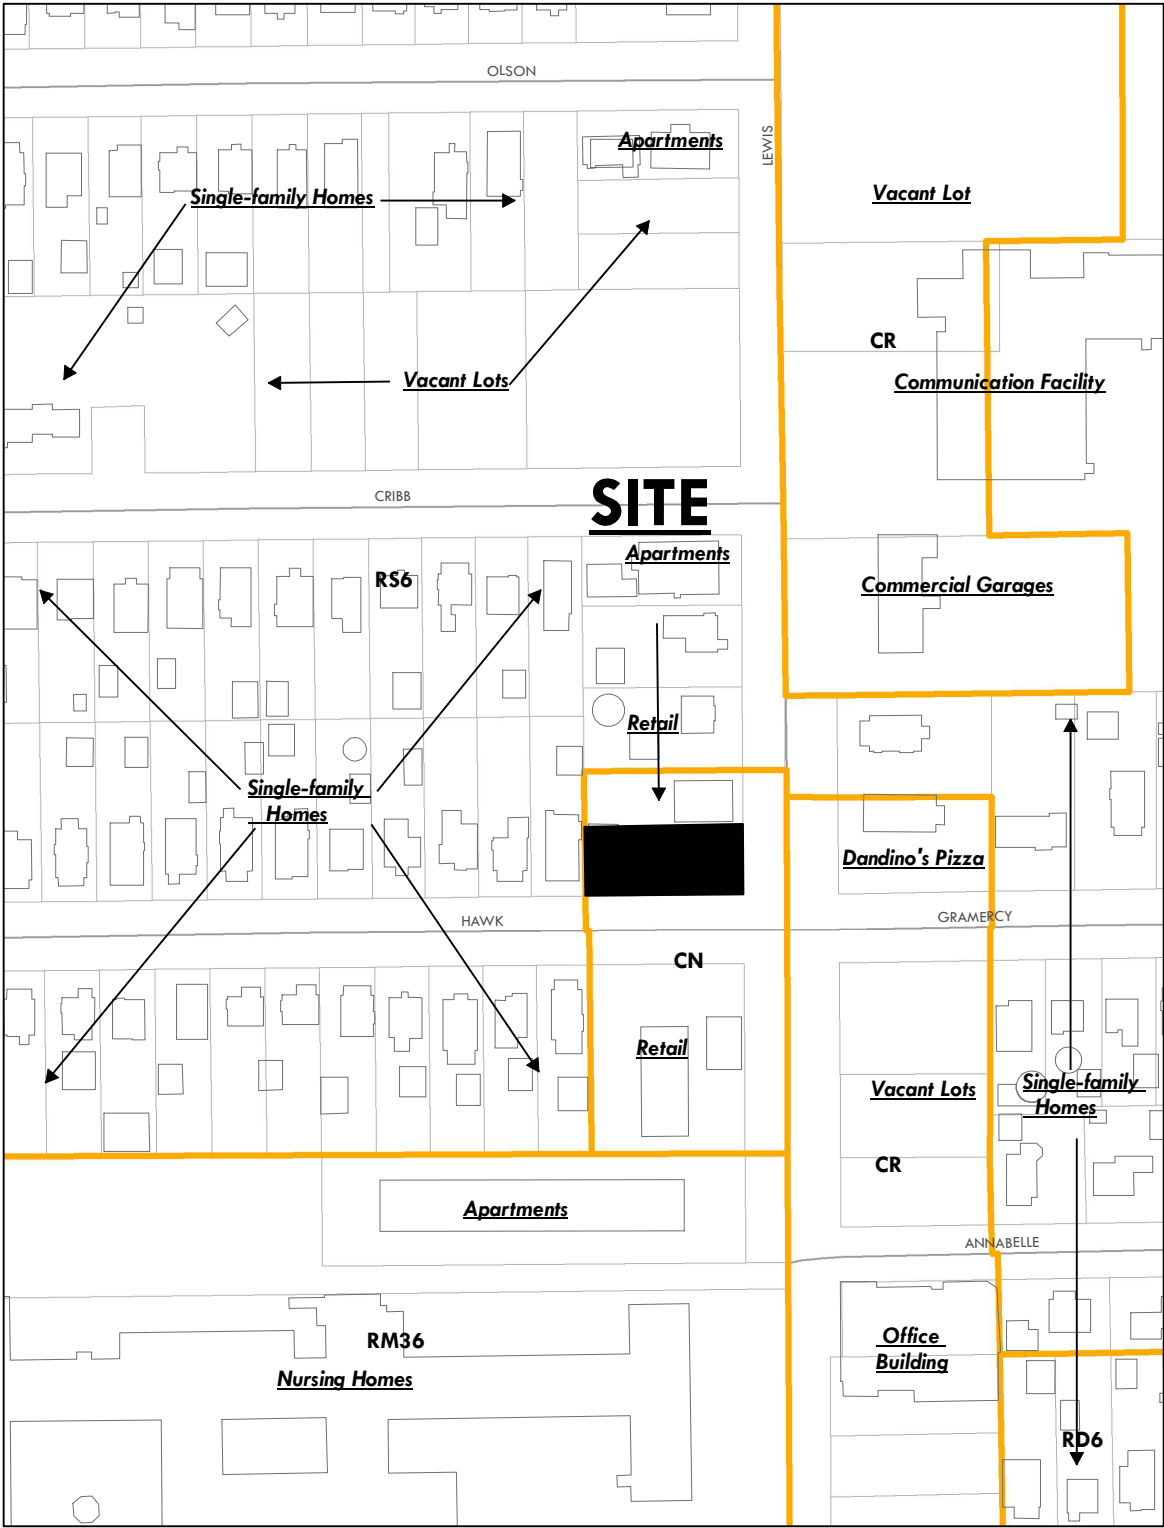 OLSON
LEWIS
Apartments
Single-family Homes
Vacant Lot
CR
Vacant Lots
Communication Facility
CRIBB
SITE
Apartments
RS6
Commercial Garages
Retail
Single-family
Homes
Dandino's Pizza
HAWK
GRAMERCY
CN
Retail
Vacant Lots
Single-family
Homes
CR
Apartments
ANNABELLE
RM36
Office
Building
Nursing Homes
RD6